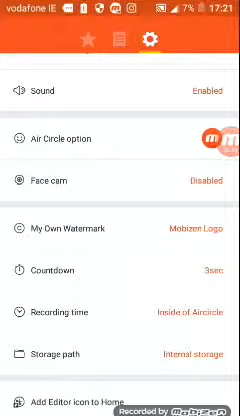 vodafone IE 7% 17:21
Sound Enabled
Air Circle option
Face cam Disabled
My Own Watermark Mobizen Logo
Countdown 3sec
Recording time Inside of Aircircle
Storage path Internal storage
Add Editor icon to Home
Recorded by mobizen